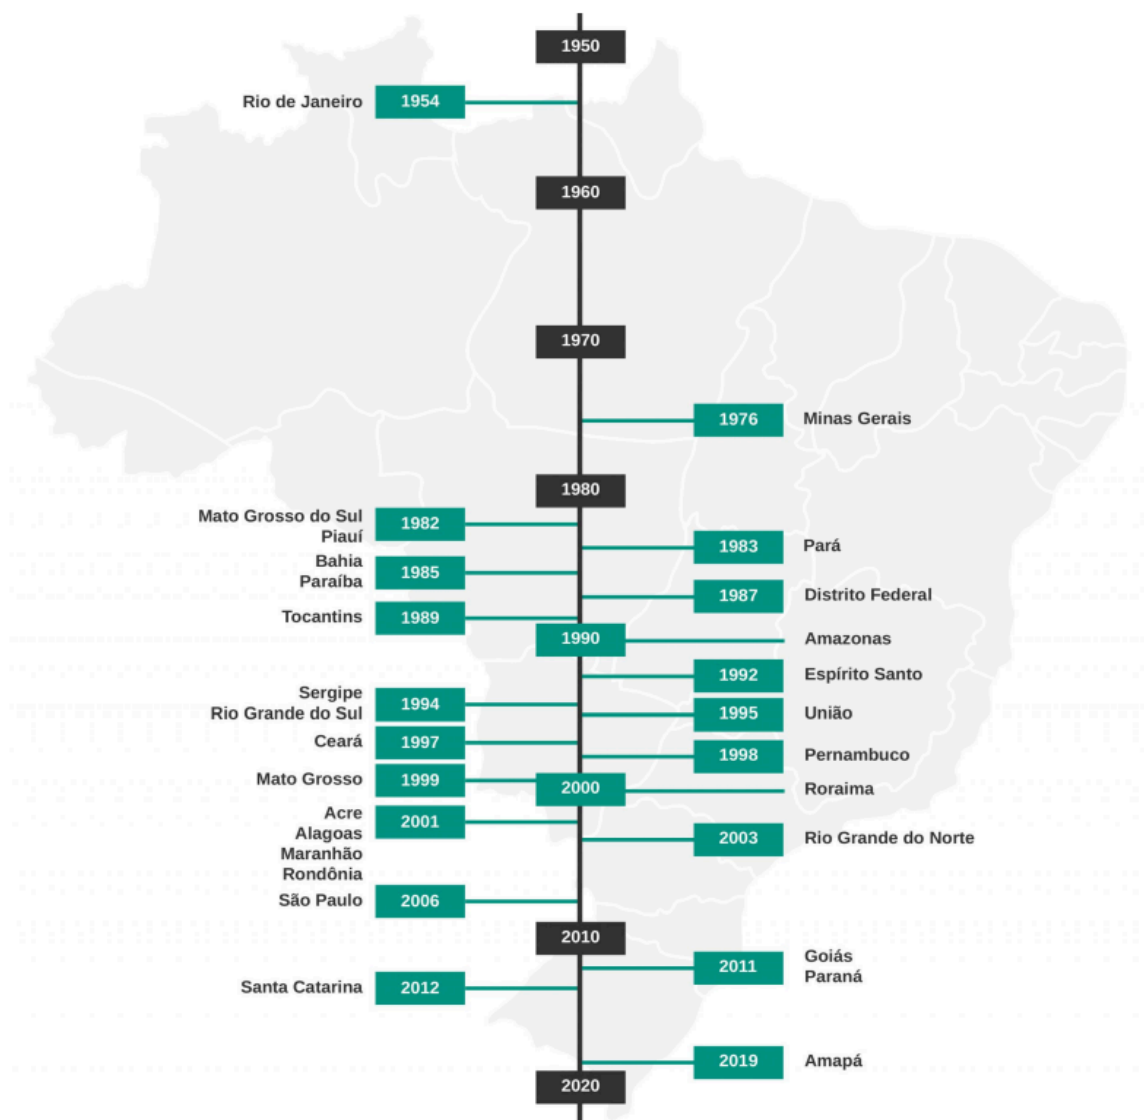 1950
Rio de Janeiro 1954
1960
1970
1976 Minas Gerais
1980
Mato Grosso do Sul
Piauí
1982
1983 Pará
Bahia
Paraíba
1985
1987 Distrito Federal
Tocantins 1989
1990 Amazonas
1992 Espírito Santo
Sergipe
Rio Grande do Sul
1994
1995 União
Ceará 1997
1998 Pernambuco
Mato Grosso 1999
2000 Roraima
Acre
Alagoas
Maranhão
Rondônia
2001
2003 Rio Grande do Norte
São Paulo 2006
2010
2011
Goiás
Paraná
Santa Catarina 2012
2019 Amapá
2020